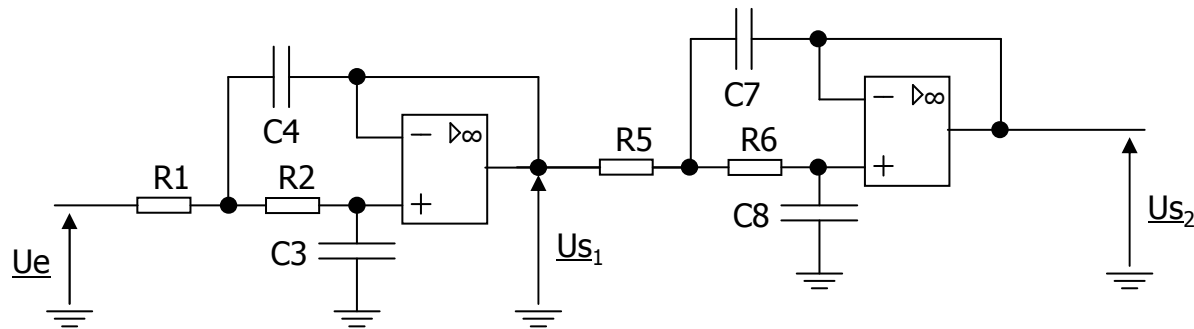 C7
− ▷∞
C4
− ▷∞
R5
R6
+
R1
R2
+
C8
Us2
C3
Us1
Ue